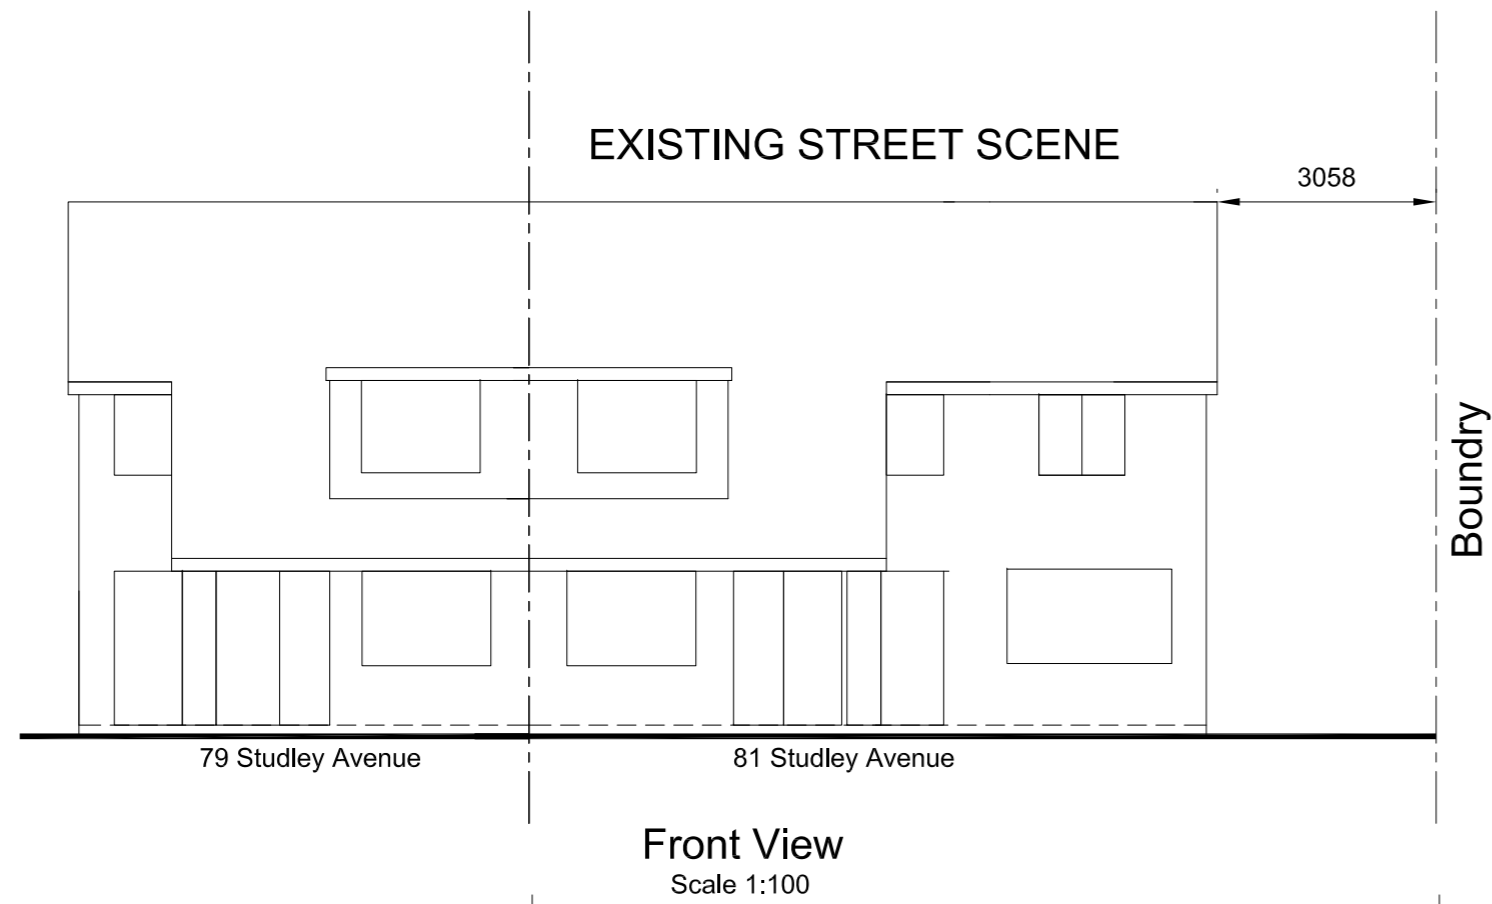 EXISTING STREET SCENE
3058
Boundry
79 Studley Avenue
81 Studley Avenue
Front View
Scale 1:100